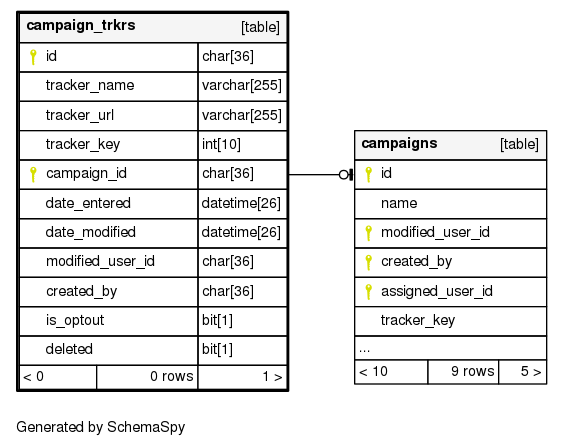 campaign_trkrs [table]
id char[36]
tracker_name varchar[255]
tracker_url varchar[255]
tracker_key int[10]
campaign_id char[36]
date_entered datetime[26]
date_modified datetime[26]
modified_user_id char[36]
created_by char[36]
is_optout bit[1]
deleted bit[1]
< 0 0 rows 1 >
campaigns [table]
id
name
modified_user_id
created_by
assigned_user_id
tracker_key
...
< 10 9 rows 5 >
Generated by SchemaSpy